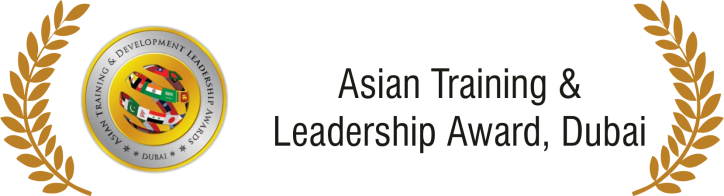 ASIAN TRAINING & DEVELOPMENT LEADERSHIP AWARDS
DUBAI
Asian Training &
Leadership Award, Dubai